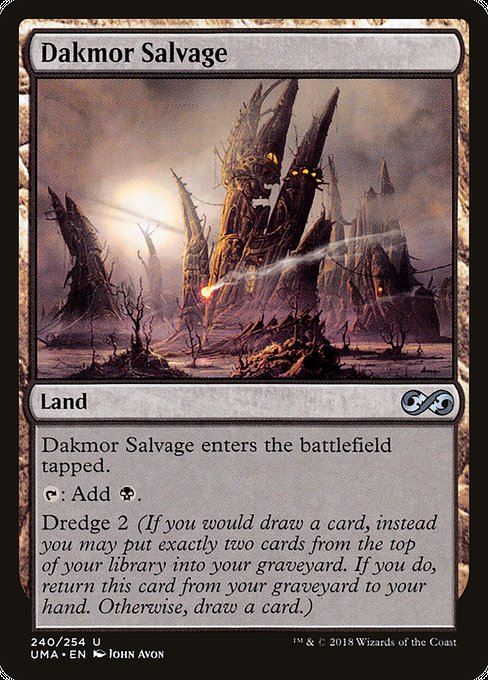 Dakmor Salvage
Land
Dakmor Salvage enters the battlefield
tapped.
: Add .
Dredge 2 (If you would draw a card, instead
you may put exactly two cards from the top
of your library into your graveyard. If you do,
return this card from your graveyard to your
hand. Otherwise, draw a card.)
240/254 U
UMA • EN JOHN AVON
™ & © 2018 Wizards of the Coast